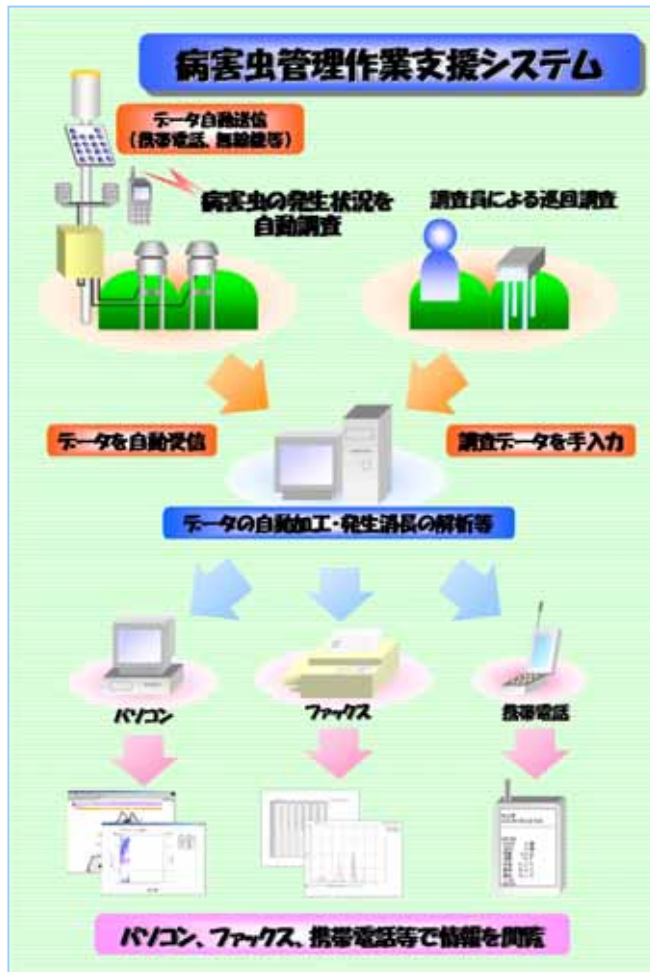 病害虫管理作業支援システム
データ自動送信
(携帯電話、無線機等)
病害虫の発生状況を
自動調査
調査員による巡回調査
データを自動受信
調査データを手入力
データの自動加工・発生消長の解析等
パソコン
ファックス
携帯電話
パソコン、ファックス、携帯電話等で情報を閲覧